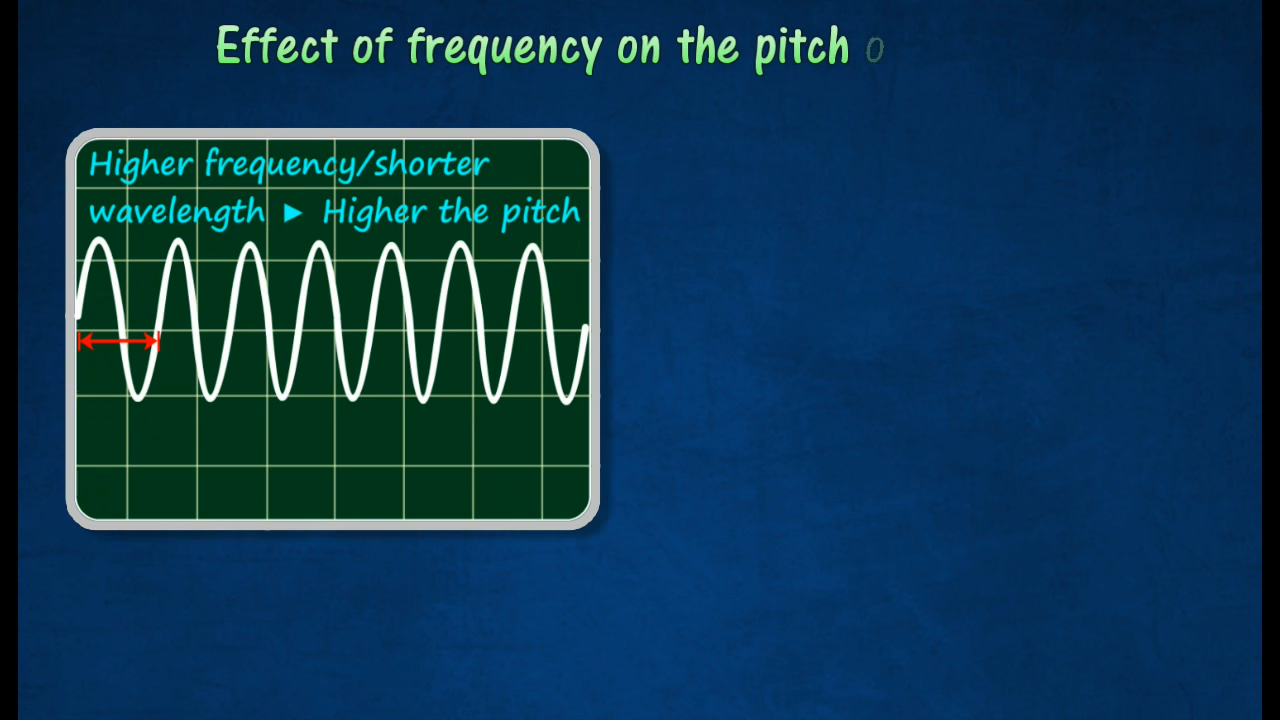 Effect of frequency on the pitch o
Higher frequency/shorter
wavelength ► Higher the pitch